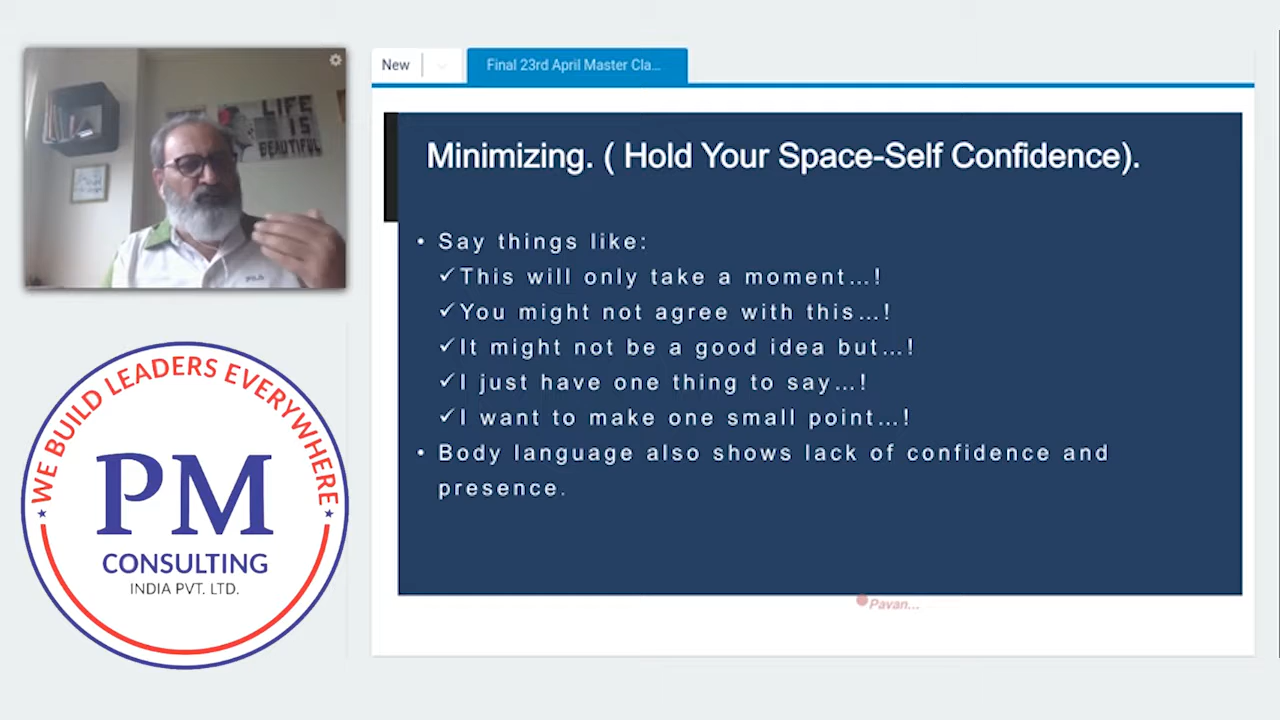 LIFE
IS
BEAUTIFUL
WE BUILD LEADERS EVERYWHERE
PM
CONSULTING
INDIA PVT. LTD.
New
Final 23rd April Master Cla...
Minimizing. ( Hold Your Space-Self Confidence).
• Say things like:
✓This will only take a moment…!
✓You might not agree with this…!
✓It might not be a good idea but…!
✓I just have one thing to say…!
✓I want to make one small point…!
• Body language also shows lack of confidence and
presence.
Pavan...